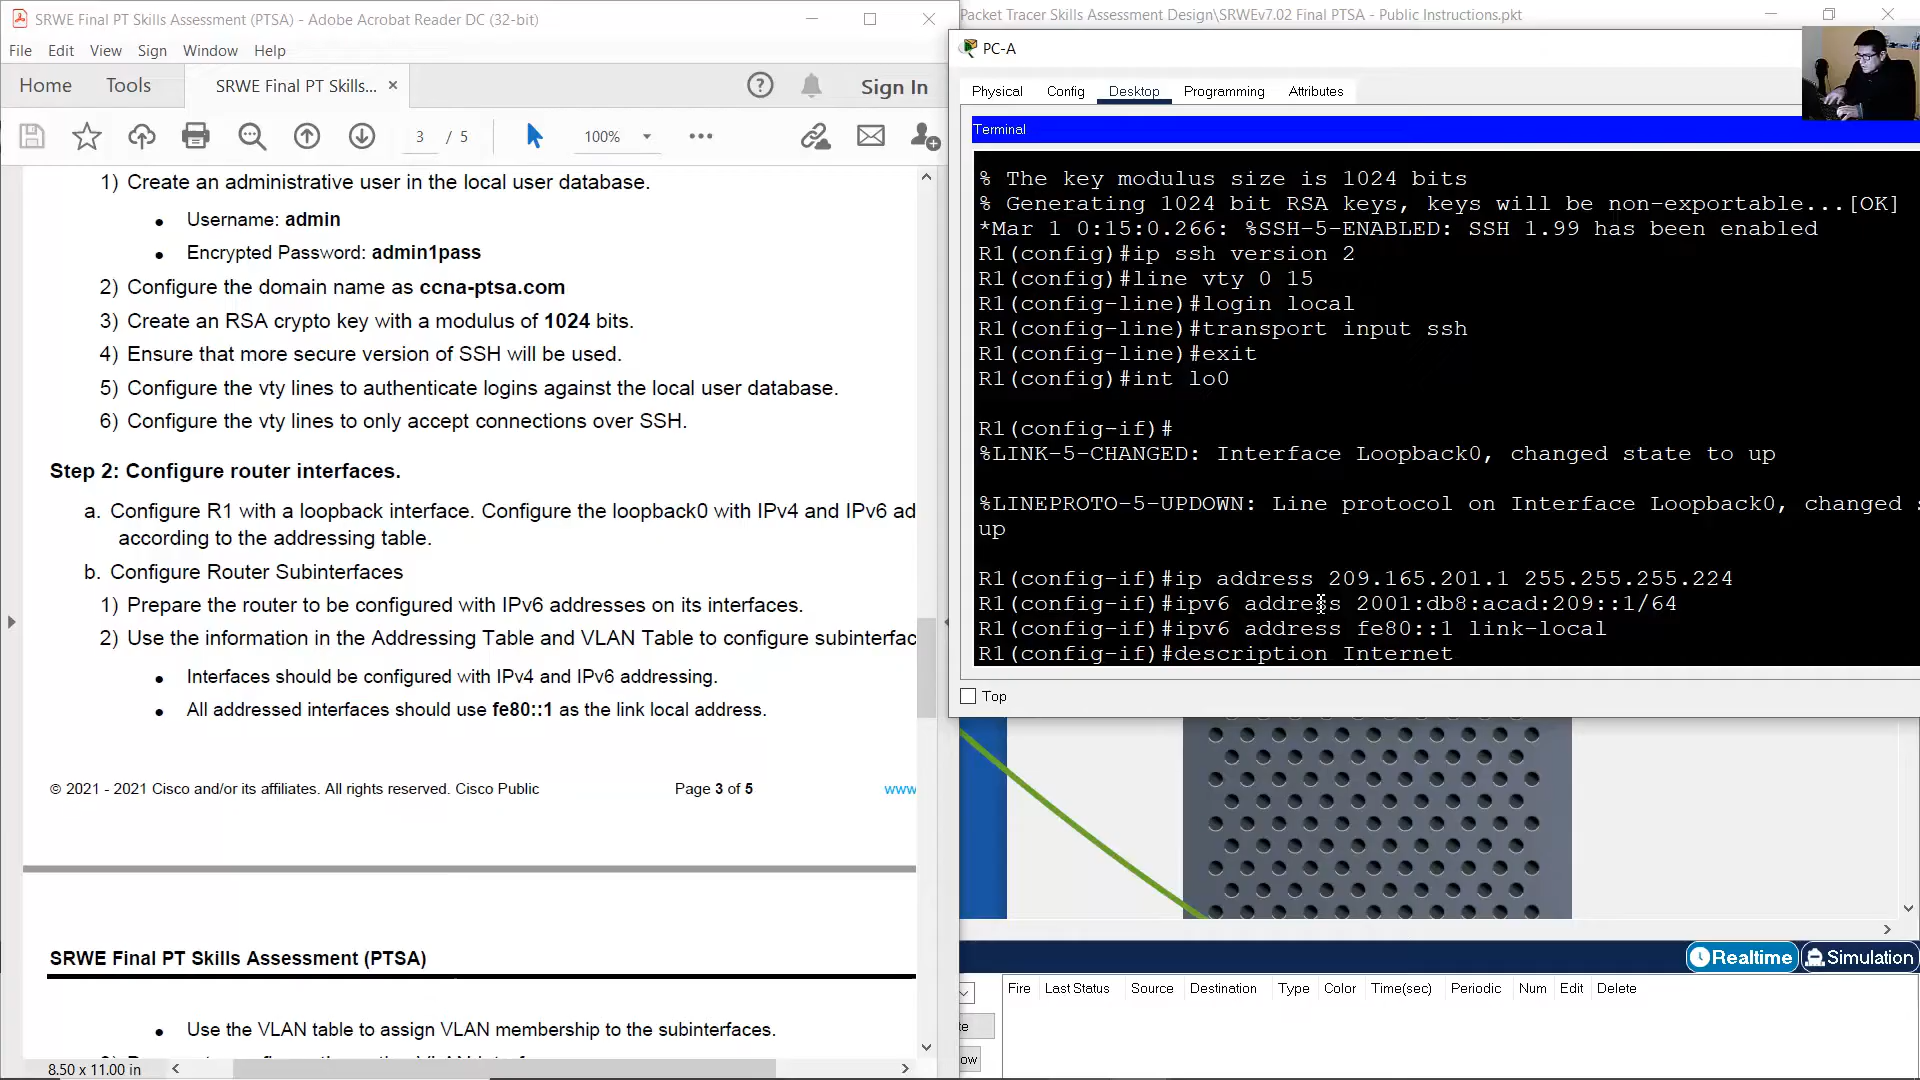 SRWE Final PT Skills Assessment (PTSA) - Adobe Acrobat Reader DC (32-bit)
File Edit View Sign Window Help
Home Tools SRWE Final PT Skills... × Sign In
3 / 5 100%
1) Create an administrative user in the local user database.
• Username: admin
• Encrypted Password: admin1pass
2) Configure the domain name as ccna-ptsa.com
3) Create an RSA crypto key with a modulus of 1024 bits.
4) Ensure that more secure version of SSH will be used.
5) Configure the vty lines to authenticate logins against the local user database.
6) Configure the vty lines to only accept connections over SSH.
Step 2: Configure router interfaces.
a. Configure R1 with a loopback interface. Configure the loopback0 with IPv4 and IPv6 ad
according to the addressing table.
b. Configure Router Subinterfaces
1) Prepare the router to be configured with IPv6 addresses on its interfaces.
2) Use the information in the Addressing Table and VLAN Table to configure subinterfac
• Interfaces should be configured with IPv4 and IPv6 addressing.
• All addressed interfaces should use fe80::1 as the link local address.
© 2021 - 2021 Cisco and/or its affiliates. All rights reserved. Cisco Public Page 3 of 5 www
SRWE Final PT Skills Assessment (PTSA)
• Use the VLAN table to assign VLAN membership to the subinterfaces.
8.50 x 11.00 in
Packet Tracer Skills Assessment Design\SRWEv7.02 Final PTSA - Public Instructions.pkt
PC-A
Physical Config Desktop Programming Attributes
Terminal
% The key modulus size is 1024 bits
% Generating 1024 bit RSA keys, keys will be non-exportable...[OK]
*Mar 1 0:15:0.266: %SSH-5-ENABLED: SSH 1.99 has been enabled
R1(config)#ip ssh version 2
R1(config)#line vty 0 15
R1(config-line)#login local
R1(config-line)#transport input ssh
R1(config-line)#exit
R1(config)#int lo0
R1(config-if)#
%LINK-5-CHANGED: Interface Loopback0, changed state to up
%LINEPROTO-5-UPDOWN: Line protocol on Interface Loopback0, changed s
up
R1(config-if)#ip address 209.165.201.1 255.255.255.224
R1(config-if)#ipv6 address 2001:db8:acad:209::1/64
R1(config-if)#ipv6 address fe80::1 link-local
R1(config-if)#description Internet
Top
Realtime Simulation
Fire Last Status Source Destination Type Color Time(sec) Periodic Num Edit Delete
te
ow